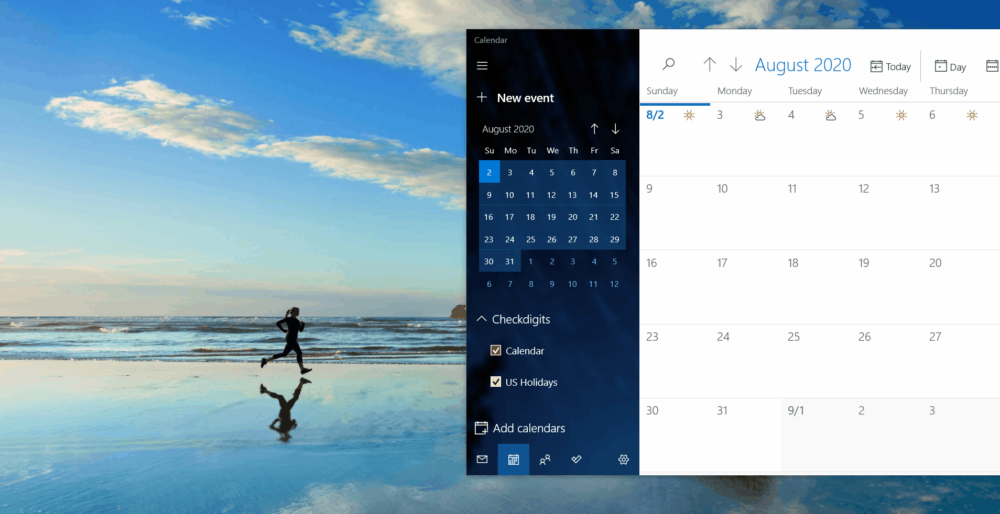 Calendar
New event
August 2020
Su Mo Tu We Th Fr Sa
2 3 4 5 6 7 8
9 10 11 12 13 14 15
16 17 18 19 20 21 22
23 24 25 26 27 28 29
30 31 1 2 3 4 5
6 7 8 9 10 11 12
Checkdigits
Calendar
US Holidays
Add calendars
August 2020 Today Day
Sunday Monday Tuesday Wednesday Thursday
8/2 3 4 5 6
9 10 11 12 13
16 17 18 19 20
23 24 25 26 27
30 31 9/1 2 3